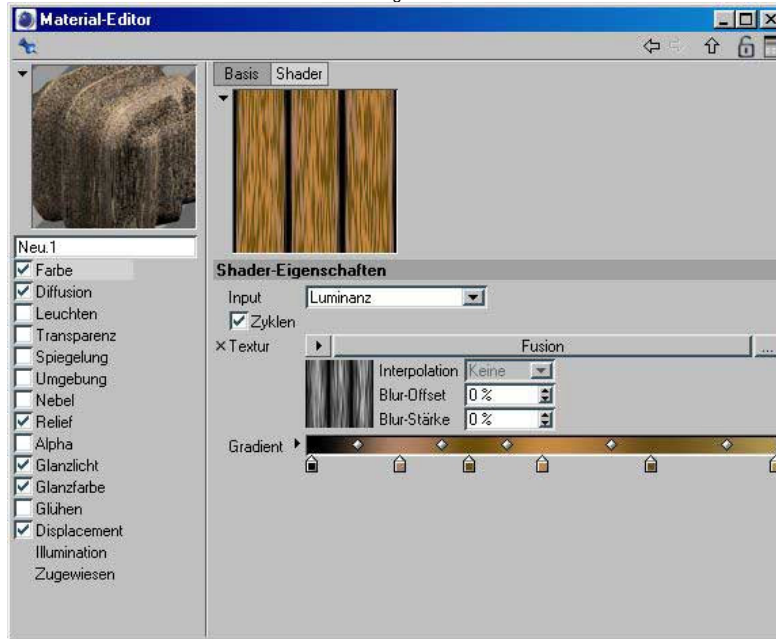 Material-Editor
Basis Shader
Neu.1
Farbe
Diffusion
Leuchten
Transparenz
Spiegelung
Umgebung
Nebel
Relief
Alpha
Glanzlicht
Glanzfarbe
Glühen
Displacement
Illumination
Zugewiesen
Shader-Eigenschaften
Input Luminanz
Zyklen
Textur Fusion ...
Interpolation Keine
Blur-Offset 0 %
Blur-Stärke 0 %
Gradient